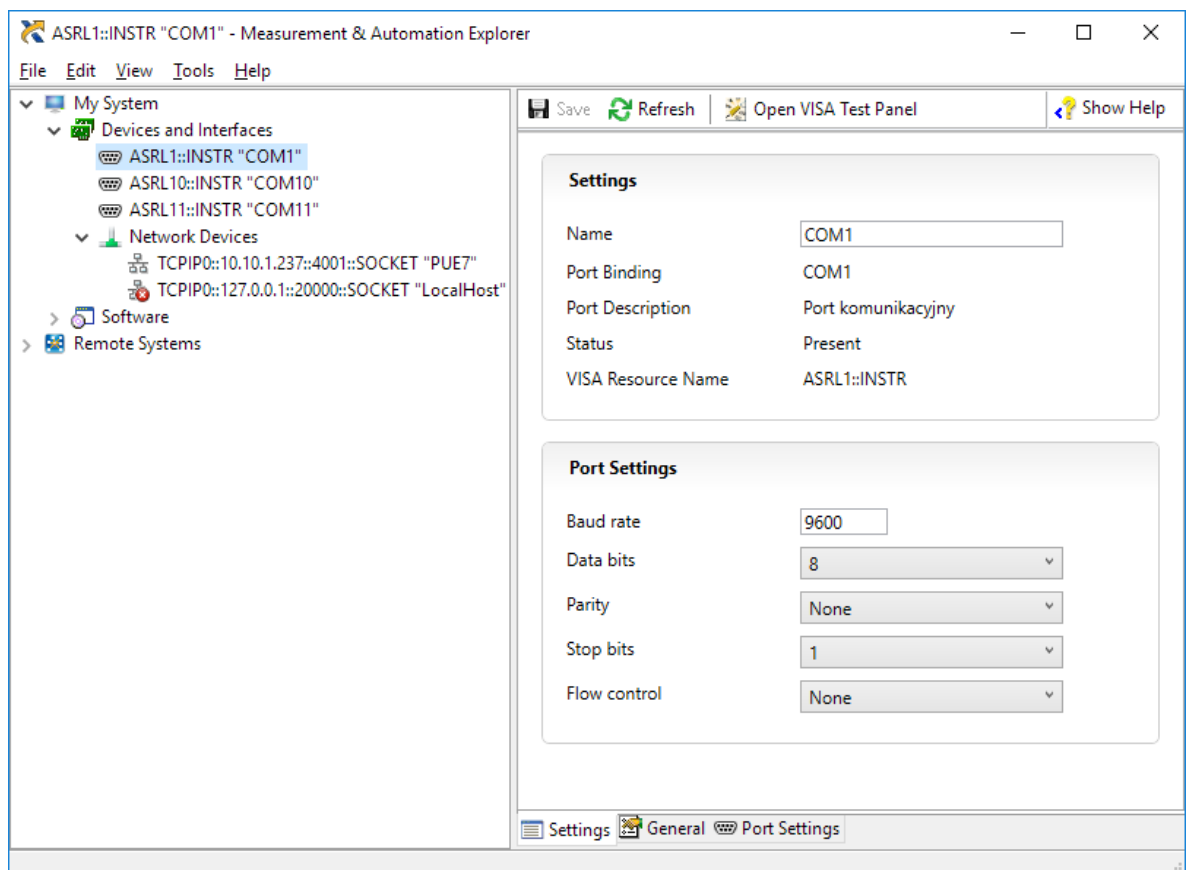 ASRL1::INSTR "COM1" - Measurement & Automation Explorer
File Edit View Tools Help
My System
Devices and Interfaces
ASRL1::INSTR "COM1"
ASRL10::INSTR "COM10"
ASRL11::INSTR "COM11"
Network Devices
TCPIP0::10.10.1.237::4001::SOCKET "PUE7"
TCPIP0::127.0.0.1::20000::SOCKET "LocalHost"
Software
Remote Systems
Save Refresh Open VISA Test Panel Show Help
Settings
Name COM1
Port Binding COM1
Port Description Port komunikacyjny
Status Present
VISA Resource Name ASRL1::INSTR
Port Settings
Baud rate 9600
Data bits 8
Parity None
Stop bits 1
Flow control None
Settings General Port Settings